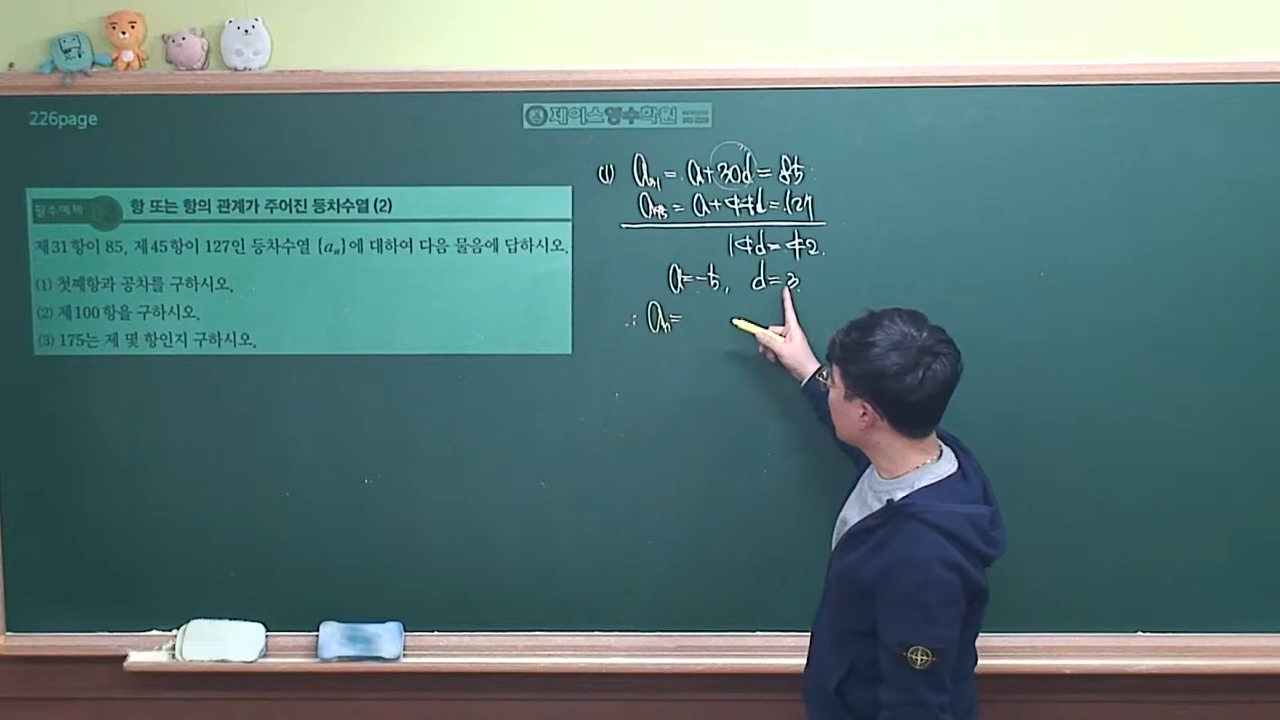 226page
제이스영수학원
필수예제
항 또는 항의 관계가 주어진 등차수열 (2)
제31항이 85, 제45항이 127인 등차수열 {aₙ}에 대하여 다음 물음에 답하시오.
(1) 첫째항과 공차를 구하시오.
(2) 제100항을 구하시오.
(3) 175는 제 몇 항인지 구하시오.
(1) a₃₁ = a+30d = 85
a₄₅ = a+44d = 127
14d = 42.
a=-5, d=3.
∴ aₙ=